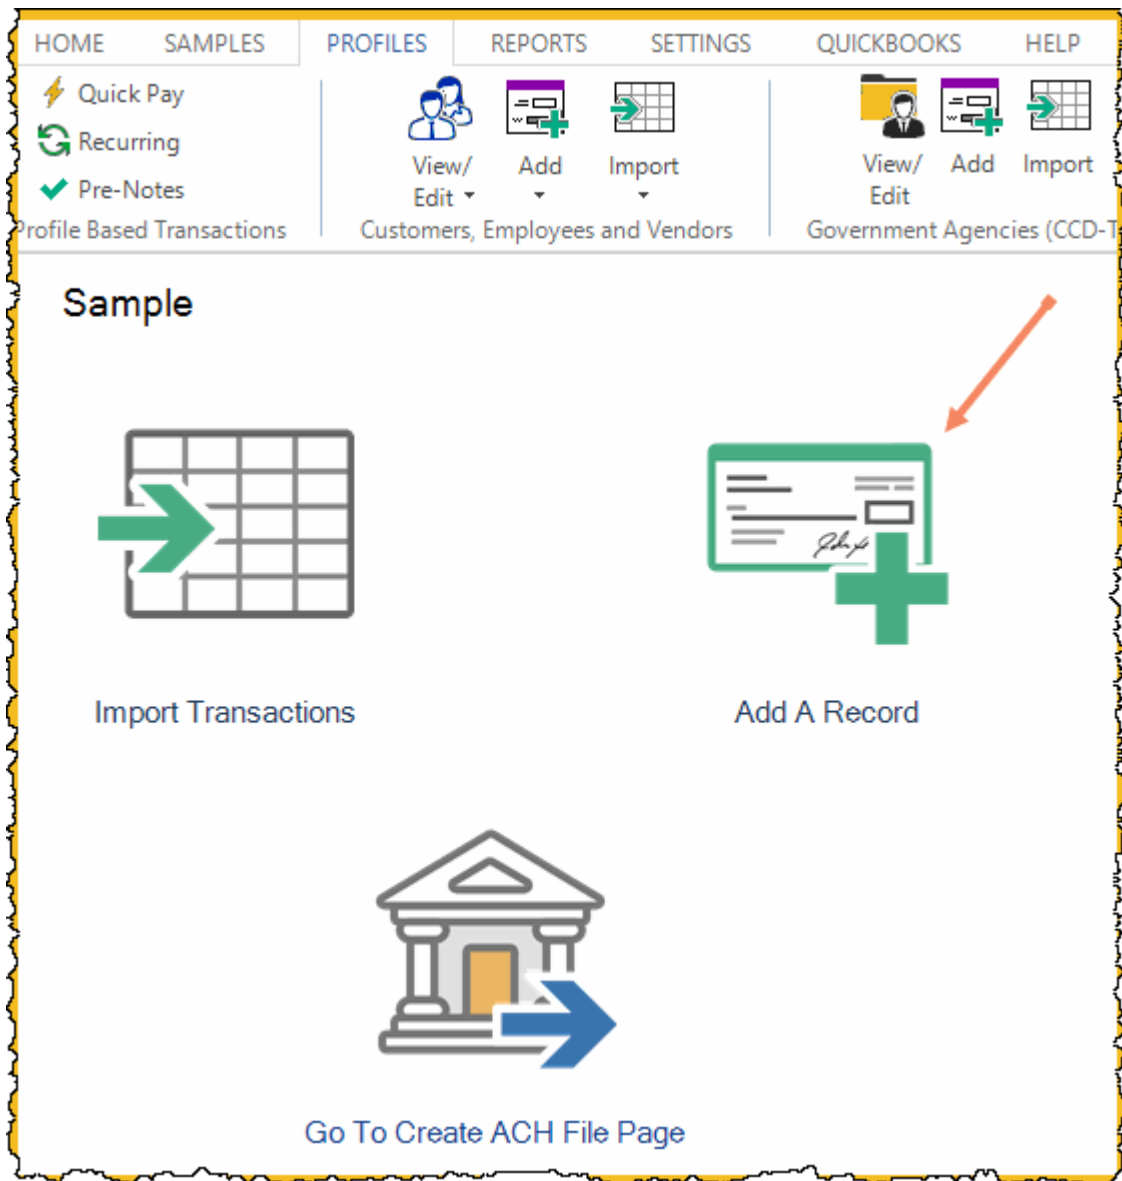 HOME SAMPLES PROFILES REPORTS SETTINGS QUICKBOOKS HELP
Quick Pay
Recurring
Pre-Notes
Profile Based Transactions
View/
Edit
Add
Import
Customers, Employees and Vendors
View/
Edit
Add
Import
Government Agencies (CCD-T
Sample
Import Transactions
Add A Record
Go To Create ACH File Page